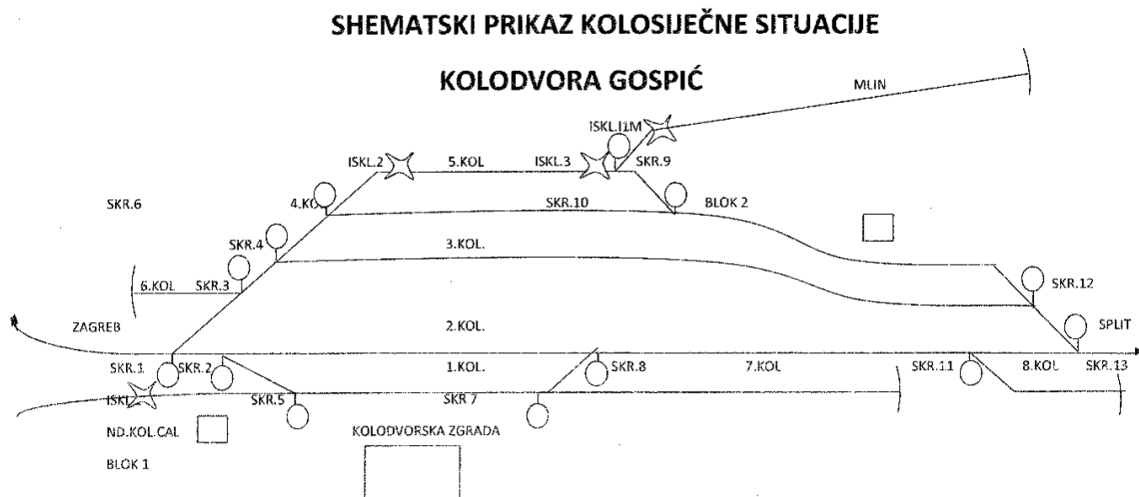 SHEMATSKI PRIKAZ KOLOSIJEČNE SITUACIJE
KOLODVORA GOSPIĆ
MLIN
ISKL.I1M
ISKL.2
5.KOL
ISKL.3
SKR.9
SKR.6
4.KO
SKR.10
BLOK 2
SKR.4
3.KOL.
6.KOL
SKR.3
SKR.12
ZAGREB
2.KOL.
SPLIT
SKR.1
SKR.2
1.KOL.
SKR.8
7.KOL
SKR.11
8.KOL
SKR.13
ISKL.
SKR.5
SKR 7
ND.KOL.CAL
KOLODVORSKA ZGRADA
BLOK 1